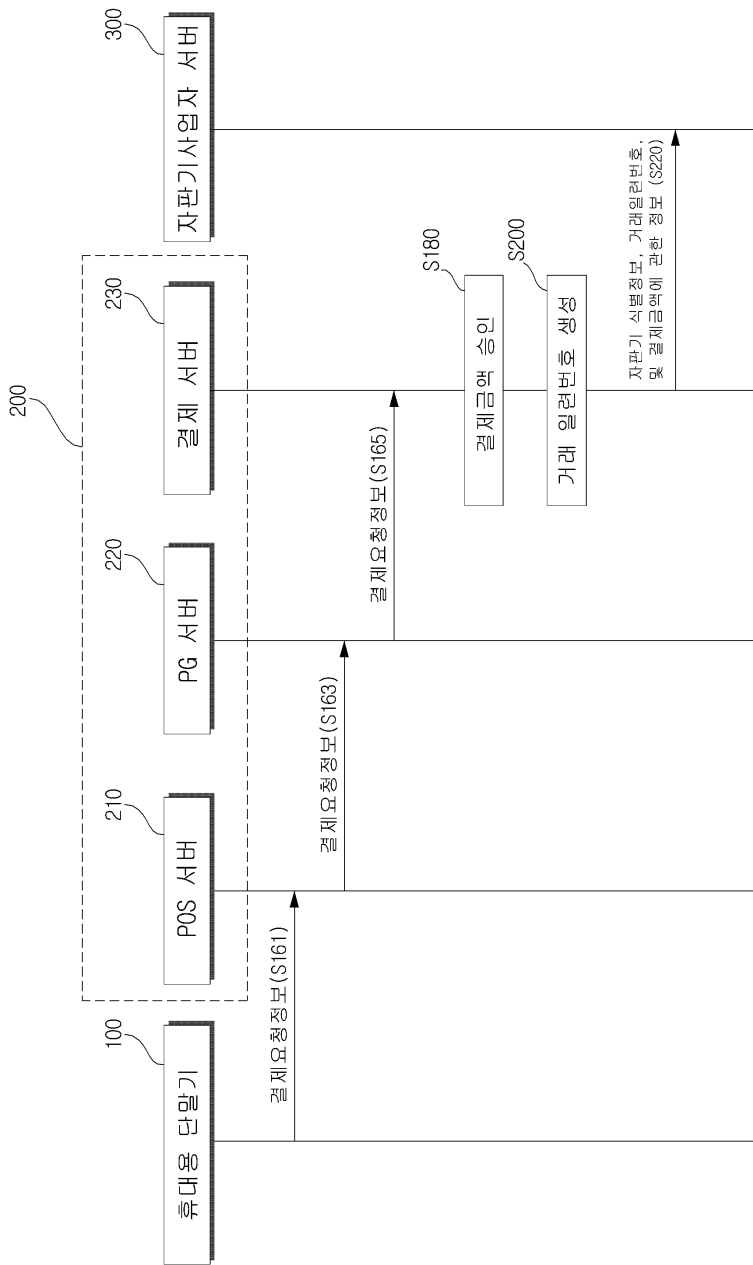 200
100
210
220
230
300
휴대용 단말기
POS 서버
PG 서버
결제 서버
자판기사업자 서버
결제요청정보(S161)
결제요청정보(S163)
결제요청정보(S165)
S180
결제금액 승인
S200
거래 일련번호 생성
자판기 식별정보, 거래일련번호,
및 결제금액에 관한 정보 (S220)